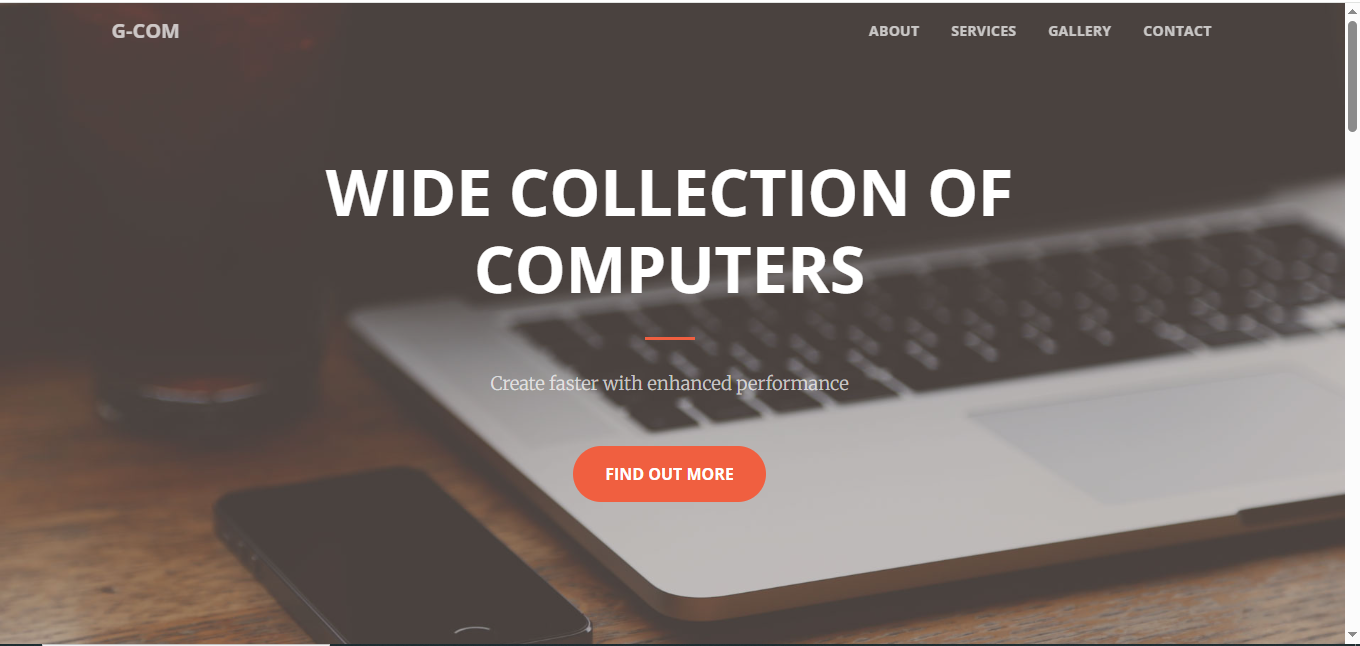 G-COM
ABOUT SERVICES GALLERY CONTACT
WIDE COLLECTION OF
COMPUTERS
Create faster with enhanced performance
FIND OUT MORE